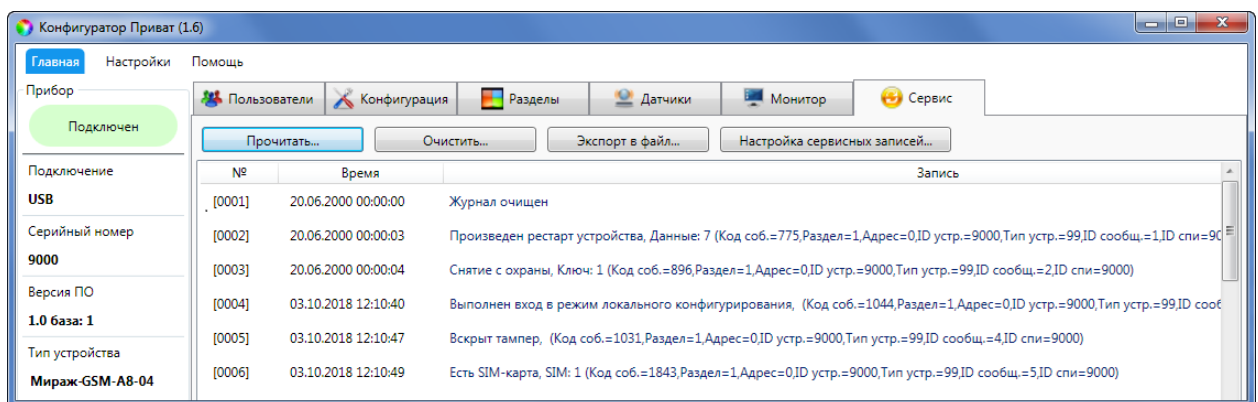 Конфигуратор Приват (1.6)
Главная Настройки Помощь
Прибор
Подключен
Подключение
USB
Серийный номер
9000
Версия ПО
1.0 база: 1
Тип устройства
Мираж-GSM-A8-04
Пользователи Конфигурация Разделы Датчики Монитор Сервис
Прочитать... Очистить... Экспорт в файл... Настройка сервисных записей...
№ Время Запись
[0001] 20.06.2000 00:00:00 Журнал очищен
[0002] 20.06.2000 00:00:03 Произведен рестарт устройства, Данные: 7 (Код соб.=775,Раздел=1,Адрес=0,ID устр.=9000,Тип устр.=99,ID сообщ.=1,ID спи=90
[0003] 20.06.2000 00:00:04 Снятие с охраны, Ключ: 1 (Код соб.=896,Раздел=1,Адрес=0,ID устр.=9000,Тип устр.=99,ID сообщ.=2,ID спи=9000)
[0004] 03.10.2018 12:10:40 Выполнен вход в режим локального конфигурирования, (Код соб.=1044,Раздел=1,Адрес=0,ID устр.=9000,Тип устр.=99,ID сооб
[0005] 03.10.2018 12:10:47 Вскрыт тампер, (Код соб.=1031,Раздел=1,Адрес=0,ID устр.=9000,Тип устр.=99,ID сообщ.=4,ID спи=9000)
[0006] 03.10.2018 12:10:49 Есть SIM-карта, SIM: 1 (Код соб.=1843,Раздел=1,Адрес=0,ID устр.=9000,Тип устр.=99,ID сообщ.=5,ID спи=9000)